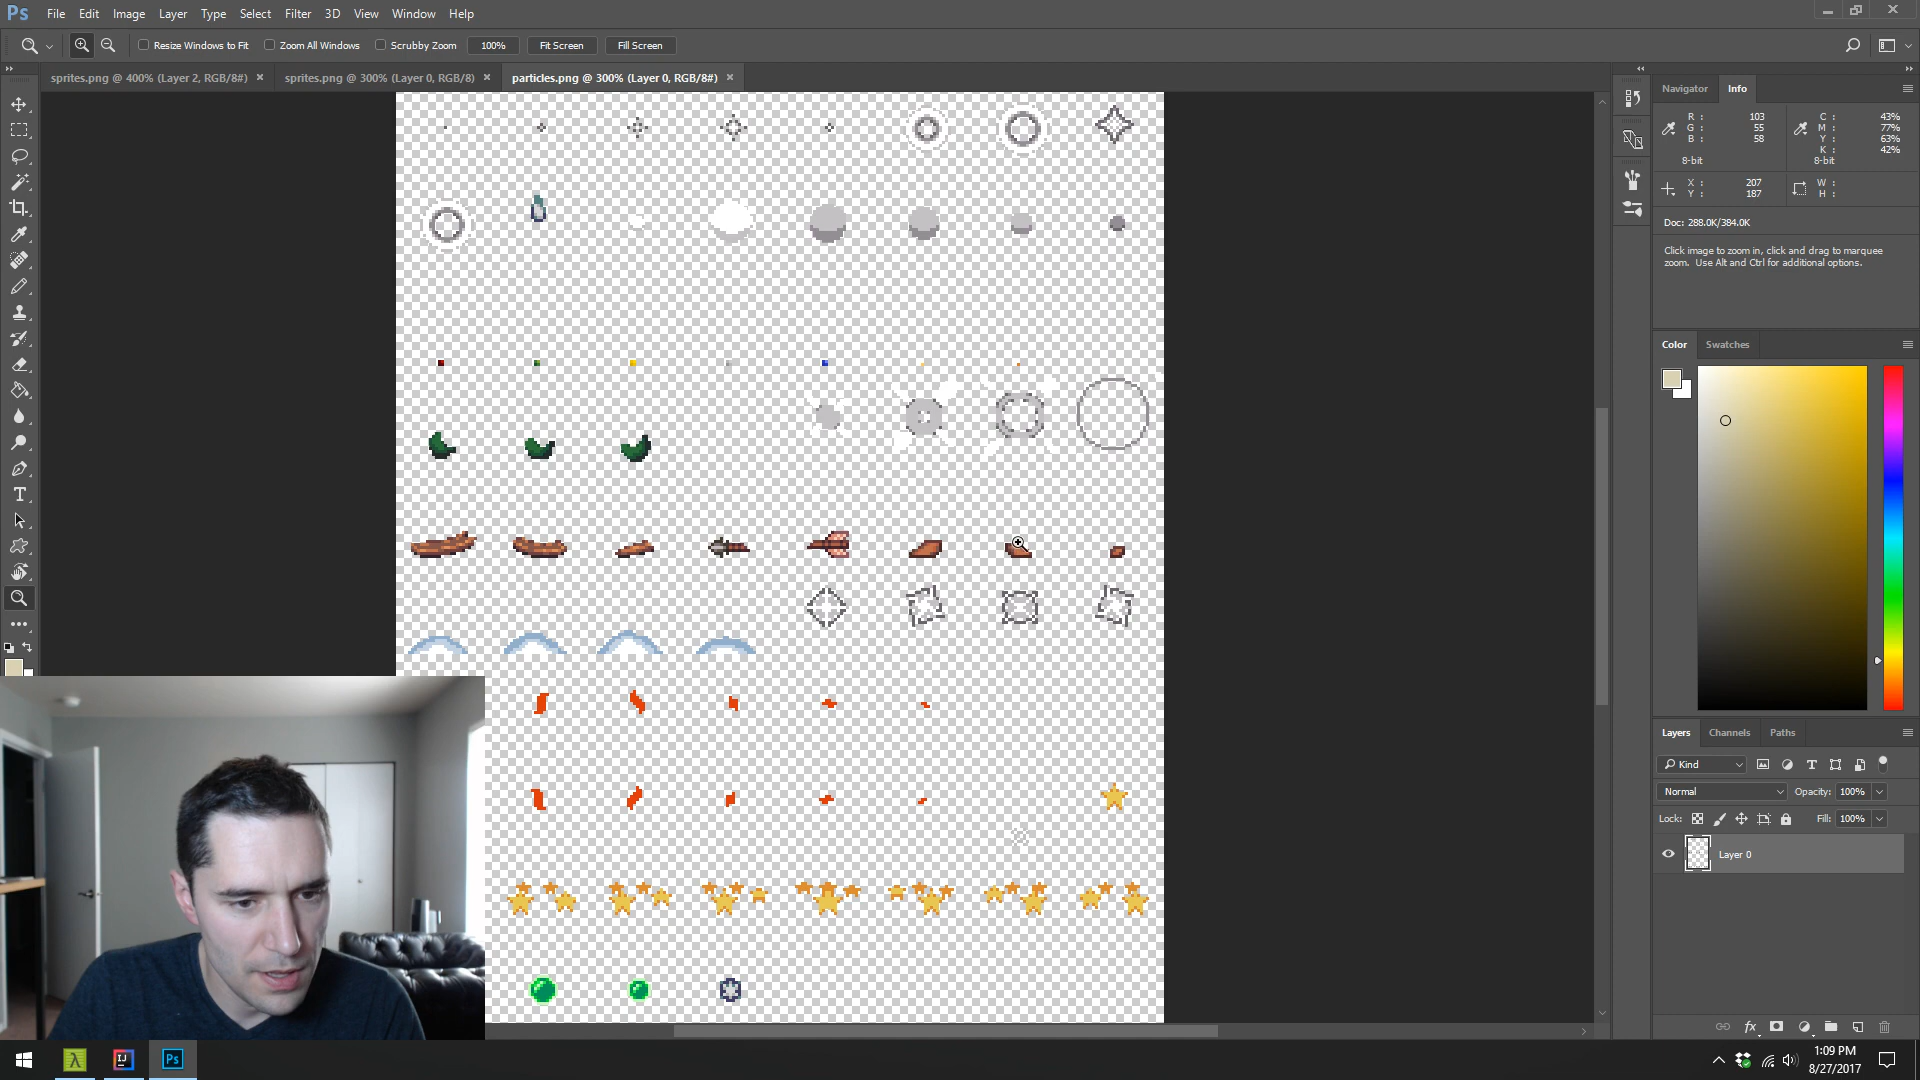 Ps File Edit Image Layer Type Select Filter 3D View Window Help
Resize Windows to Fit Zoom All Windows Scrubby Zoom 100% Fit Screen Fill Screen
sprites.png @ 400% (Layer 2, RGB/8#) × sprites.png @ 300% (Layer 0, RGB/8) × particles.png @ 300% (Layer 0, RGB/8#) ×
Navigator Info
R : 103 C : 43%
G : 55 M : 77%
B : 58 Y : 63%
K : 42%
8-bit 8-bit
X : 207 W :
Y : 187 H :
Doc: 288.0K/384.0K
Click image to zoom in, click and drag to marquee
zoom. Use Alt and Ctrl for additional options.
Color Swatches
Layers Channels Paths
Kind
Normal Opacity: 100%
Lock: Fill: 100%
Layer 0
fx
λ IJ Ps
1:09 PM
8/27/2017